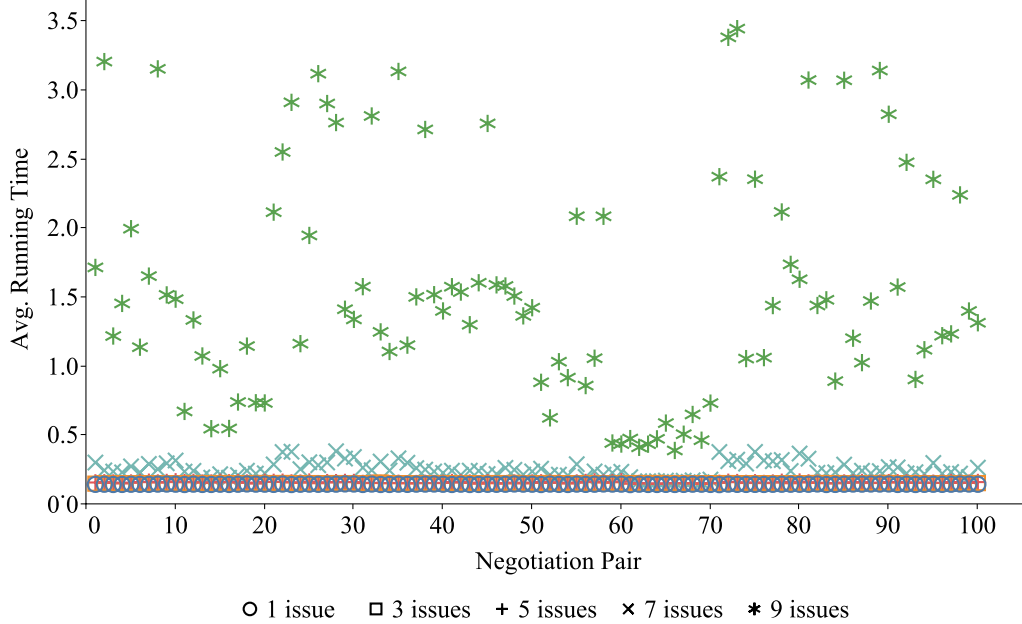 3.5
3.0
2.5
2.0
1.5
1.0
0.5
0 0
0 10 20 30 40 50 60 70 80 90 100
Avg. Running Time
Negotiation Pair
1 issue 3 issues 5 issues 7 issues 9 issues